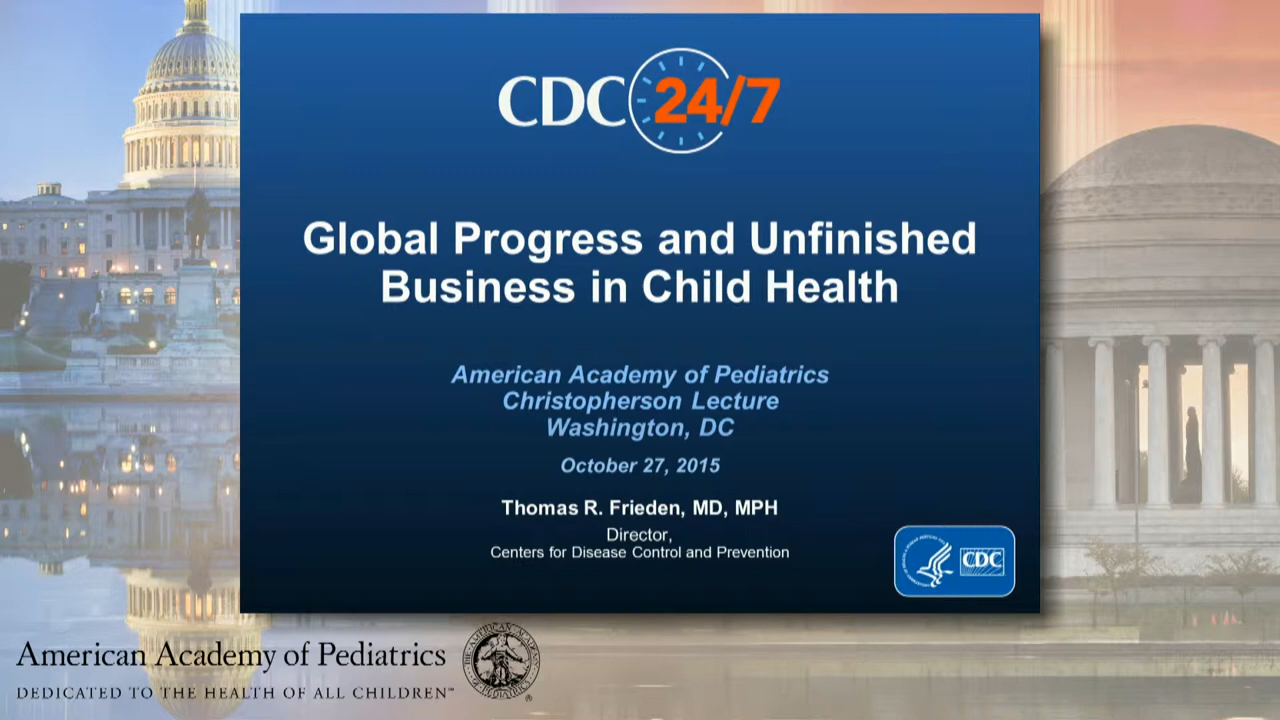 CDC 24/7
Global Progress and Unfinished
Business in Child Health
American Academy of Pediatrics
Christopherson Lecture
Washington, DC
October 27, 2015
Thomas R. Frieden, MD, MPH
Director,
Centers for Disease Control and Prevention
CDC
American Academy of Pediatrics
DEDICATED TO THE HEALTH OF ALL CHILDREN™